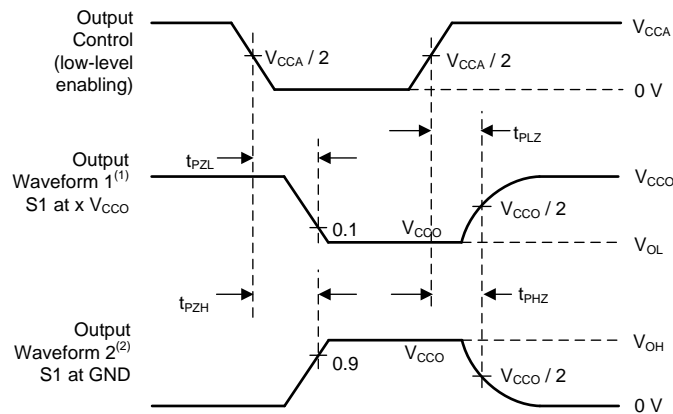 Output
Control
(low-level
enabling)
V_CCA / 2
V_CCA / 2
V_CCA
0 V
t_PZL
t_PLZ
Output
Waveform 1^(1)
S1 at x V_CCO
0.1
V_CCO
V_CCO / 2
V_CCO
V_OL
t_PZH
t_PHZ
Output
Waveform 2^(2)
S1 at GND
0.9
V_CCO
V_CCO / 2
V_OH
0 V